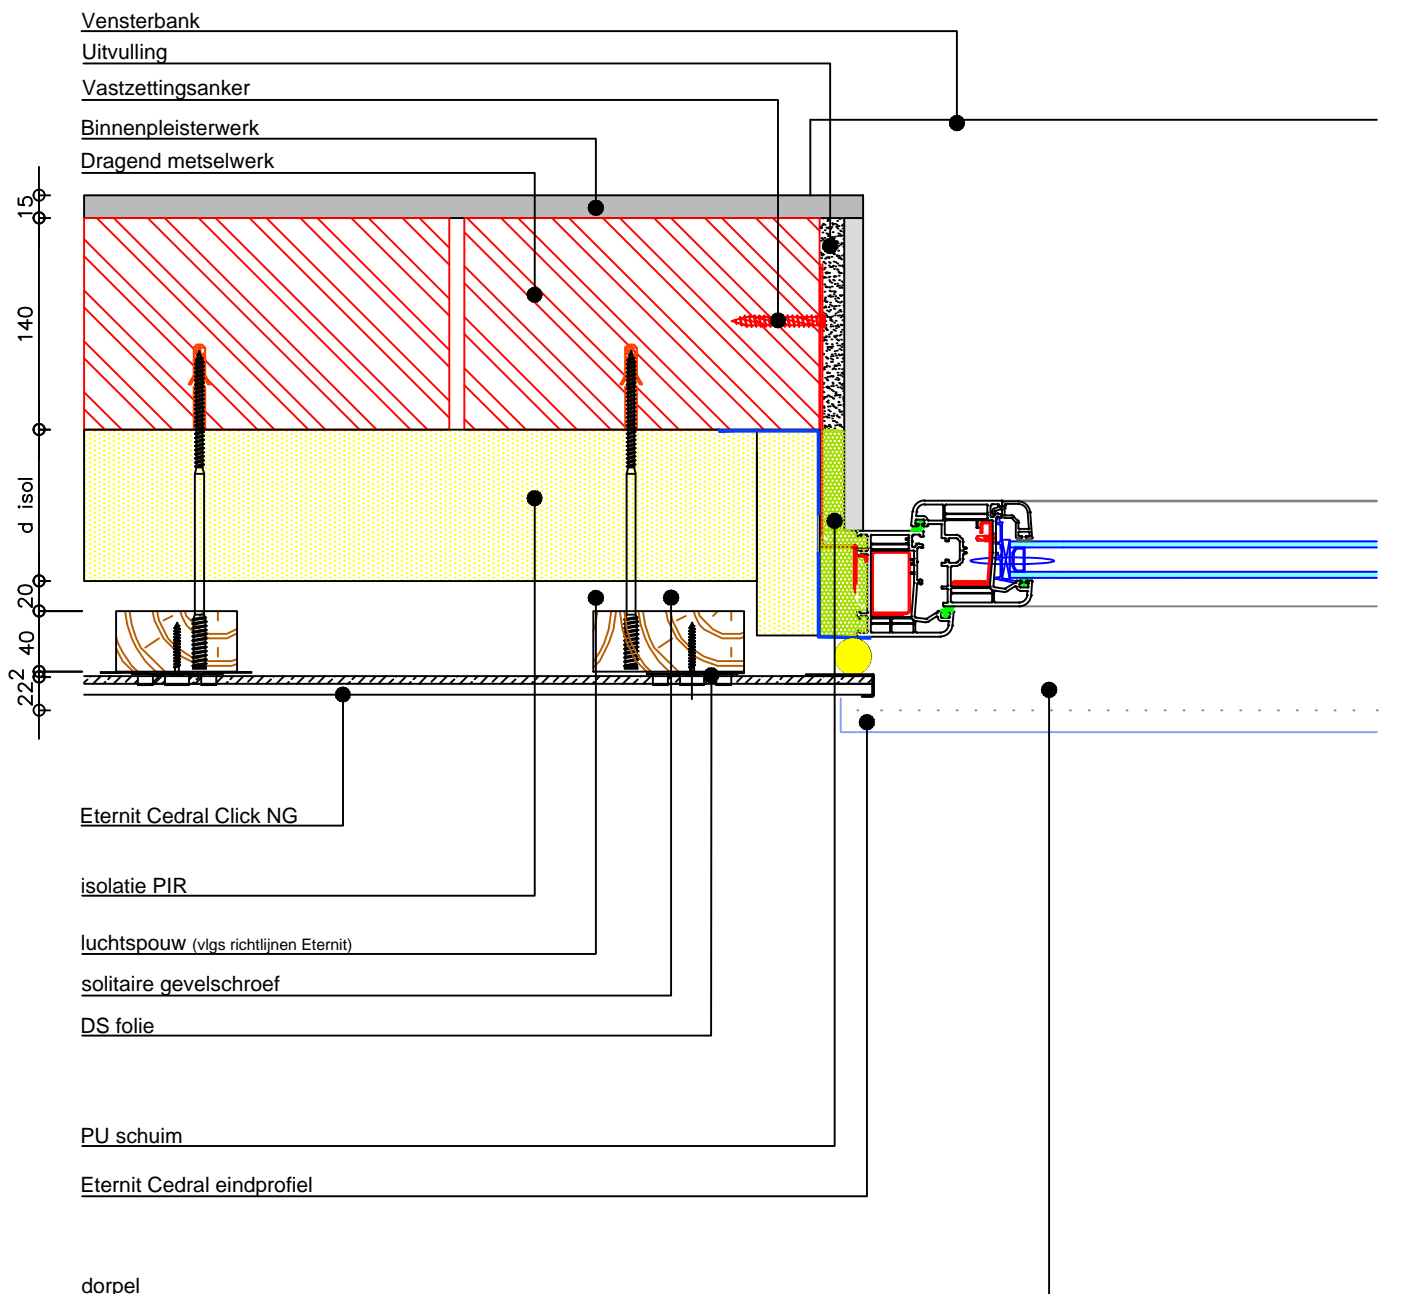 Vensterbank
Uitvulling
Vastzettingsanker
Binnenpleisterwerk
Dragend metselwerk
15
140
d isol
20
40
2
22
Eternit Cedral Click NG
isolatie PIR
luchtspouw (vlgs richtlijnen Eternit)
solitaire gevelschroef
DS folie
PU schuim
Eternit Cedral eindprofiel
dorpel